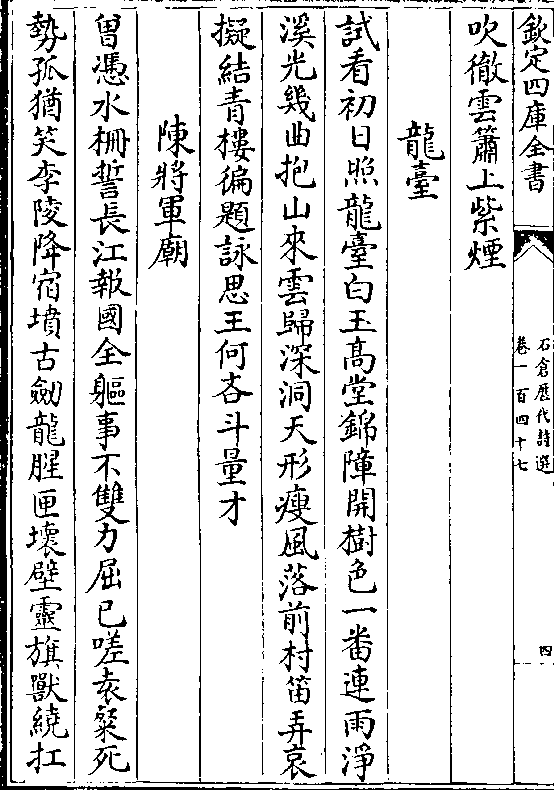 欽定四庫全書
石倉歷代詩選
卷一百四十七
四
吹徹雲簫上紫煙
龍臺
試看初日照龍臺白玉高堂錦障開樹色一番連雨淨
溪光幾曲抱山來雲歸深洞天形瘦風落前村笛弄哀
擬結青樓徧題詠思王何吝斗量才
陳將軍廟
曽憑水柵誓長江報國全軀事不雙力屈已嗟袁粲死
勢孤猶笑李陵降宿墳古劒龍腥匣壊壁靈旗獸繞扛